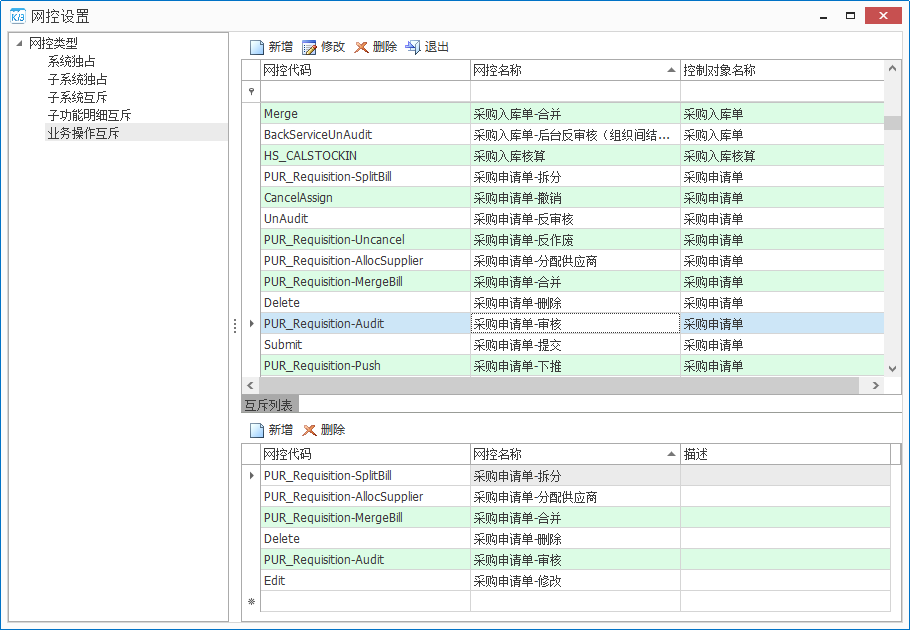 K/3 网控设置
网控类型
系统独占
子系统独占
子系统互斥
子功能明细互斥
业务操作互斥
新增 修改 删除 退出
网控代码 网控名称 控制对象名称
Merge 采购入库单-合并 采购入库单
BackServiceUnAudit 采购入库单-后台反审核（组织间结... 采购入库单
HS_CALSTOCKIN 采购入库核算 采购入库核算
PUR_Requisition-SplitBill 采购申请单-拆分 采购申请单
CancelAssign 采购申请单-撤销 采购申请单
UnAudit 采购申请单-反审核 采购申请单
PUR_Requisition-Uncancel 采购申请单-反作废 采购申请单
PUR_Requisition-AllocSupplier 采购申请单-分配供应商 采购申请单
PUR_Requisition-MergeBill 采购申请单-合并 采购申请单
Delete 采购申请单-删除 采购申请单
PUR_Requisition-Audit 采购申请单-审核 采购申请单
Submit 采购申请单-提交 采购申请单
PUR_Requisition-Push 采购申请单-下推 采购申请单
互斥列表
新增 删除
网控代码 网控名称 描述
PUR_Requisition-SplitBill 采购申请单-拆分
PUR_Requisition-AllocSupplier 采购申请单-分配供应商
PUR_Requisition-MergeBill 采购申请单-合并
Delete 采购申请单-删除
PUR_Requisition-Audit 采购申请单-审核
Edit 采购申请单-修改